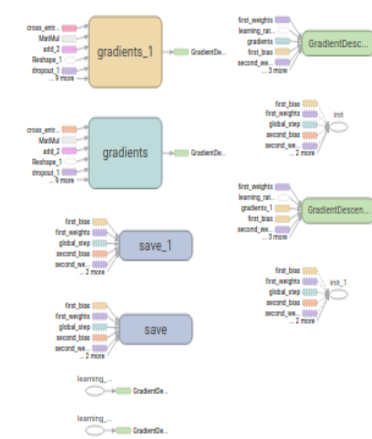 cross_entr...
MatMul
add_2
Reshape_1
dropout_1
... 9 more
gradients_1
GradientDe...
cross_entr...
MatMul
add_2
Reshape_1
dropout_1
... 9 more
gradients
GradientDe...
first_bias
first_weights
global_step
second_bias
second_we...
... 2 more
save_1
first_bias
first_weights
global_step
second_bias
second_we...
... 2 more
save
learning_...
GradientDe...
learning_...
GradientDe...
first_weights
learning_rat...
gradients
first_bias
second_we...
... 3 more
GradientDesc...
first_bias
first_weights
global_step
second_bias
second_we...
... 2 more
init
first_weights
learning_rat...
gradients_1
first_bias
second_we...
... 3 more
GradientDescen...
first_bias
first_weights
global_step
second_bias
second_we...
... 2 more
init_1